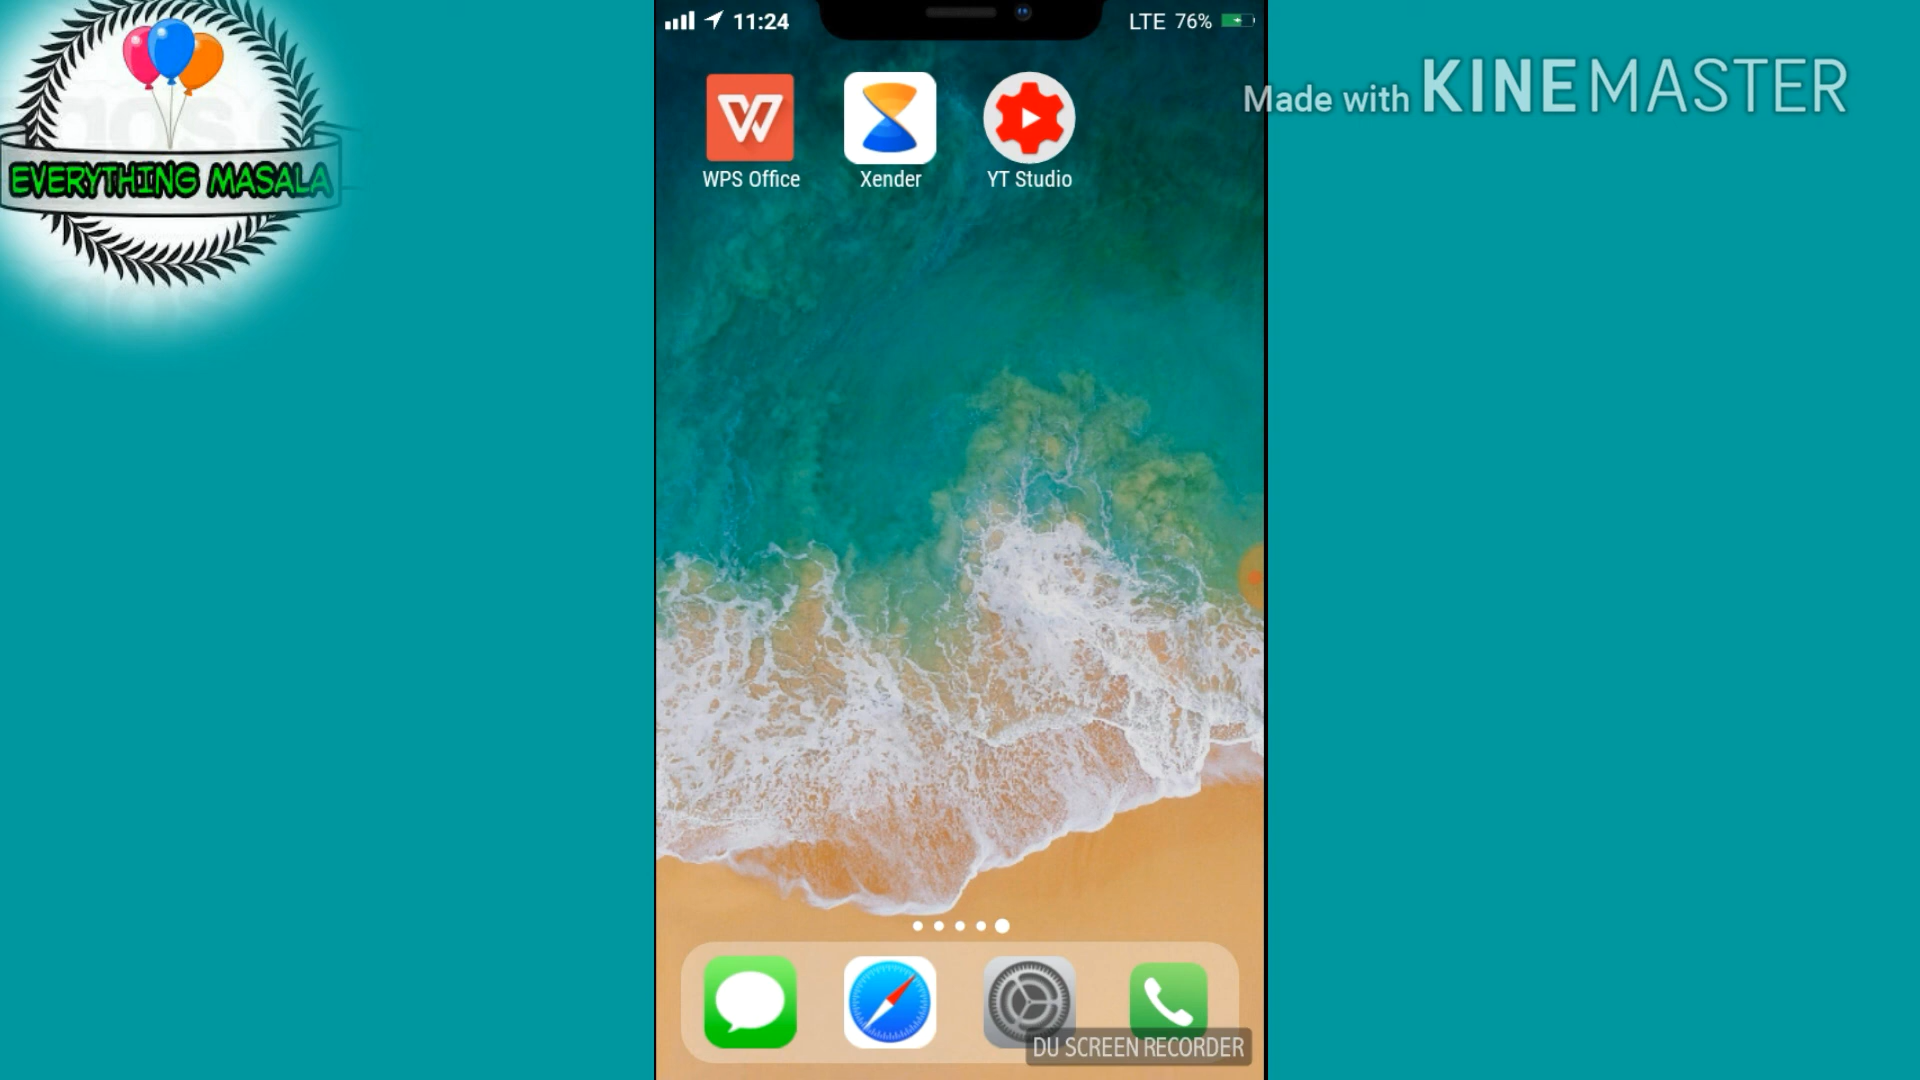 EVERYTHING MASALA
11:24
LTE 76%
Made with KINEMASTER
WPS Office
Xender
YT Studio
DU SCREEN RECORDER